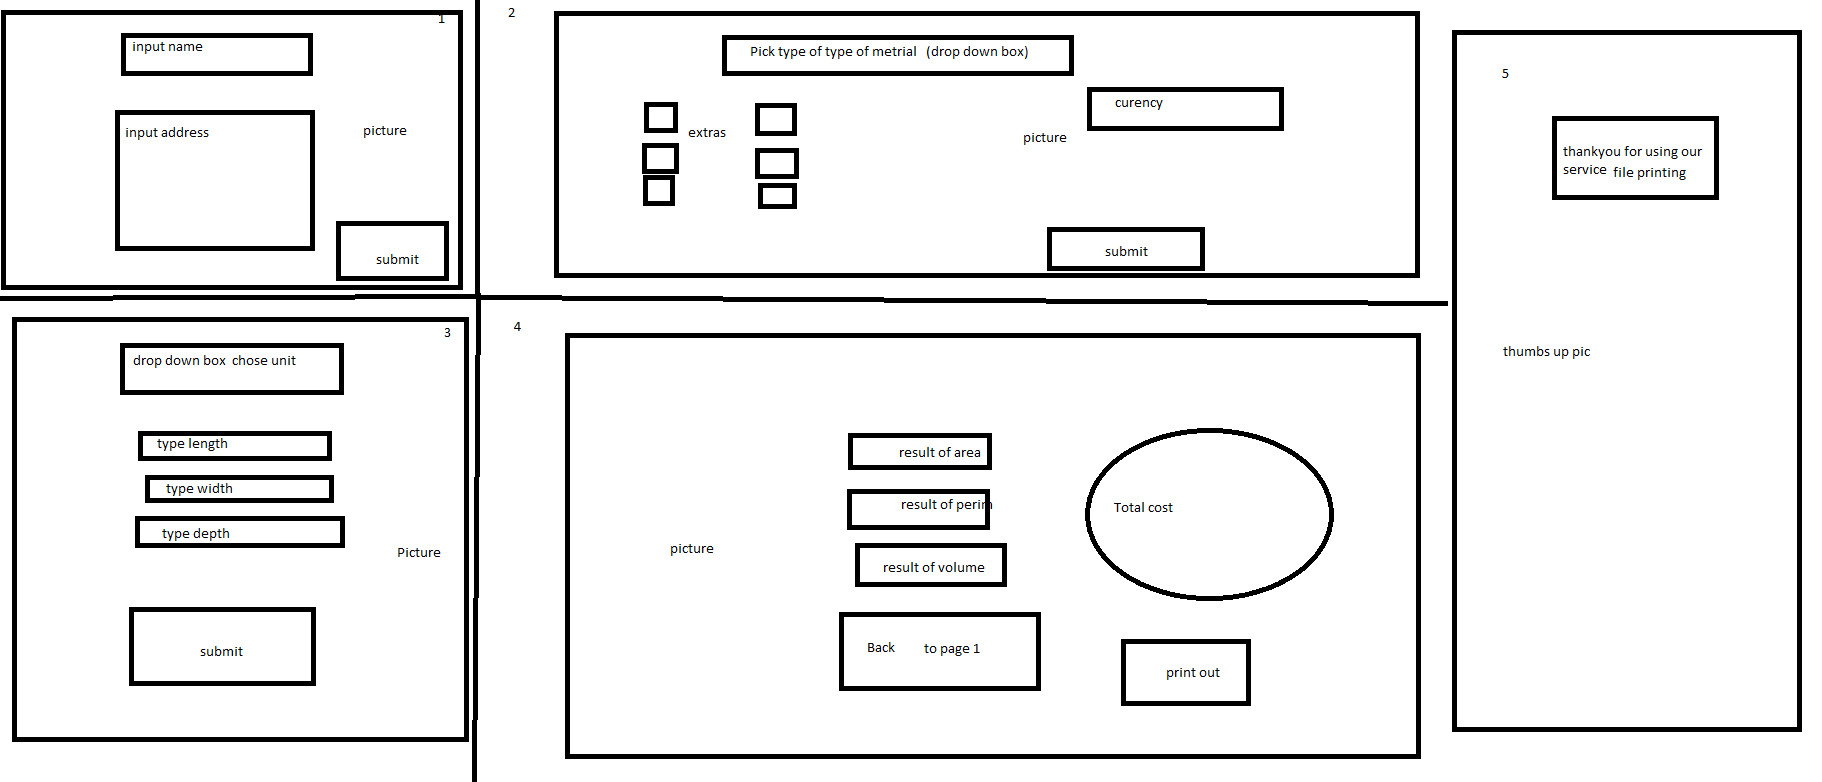 1
input name
input address
picture
submit
2
Pick type of type of metrial (drop down box)
curency
extras
picture
submit
3
drop down box chose unit
type length
type width
type depth
Picture
submit
4
result of area
result of perim
Total cost
picture
result of volume
Back to page 1
print out
5
thankyou for using our
service file printing
thumbs up pic